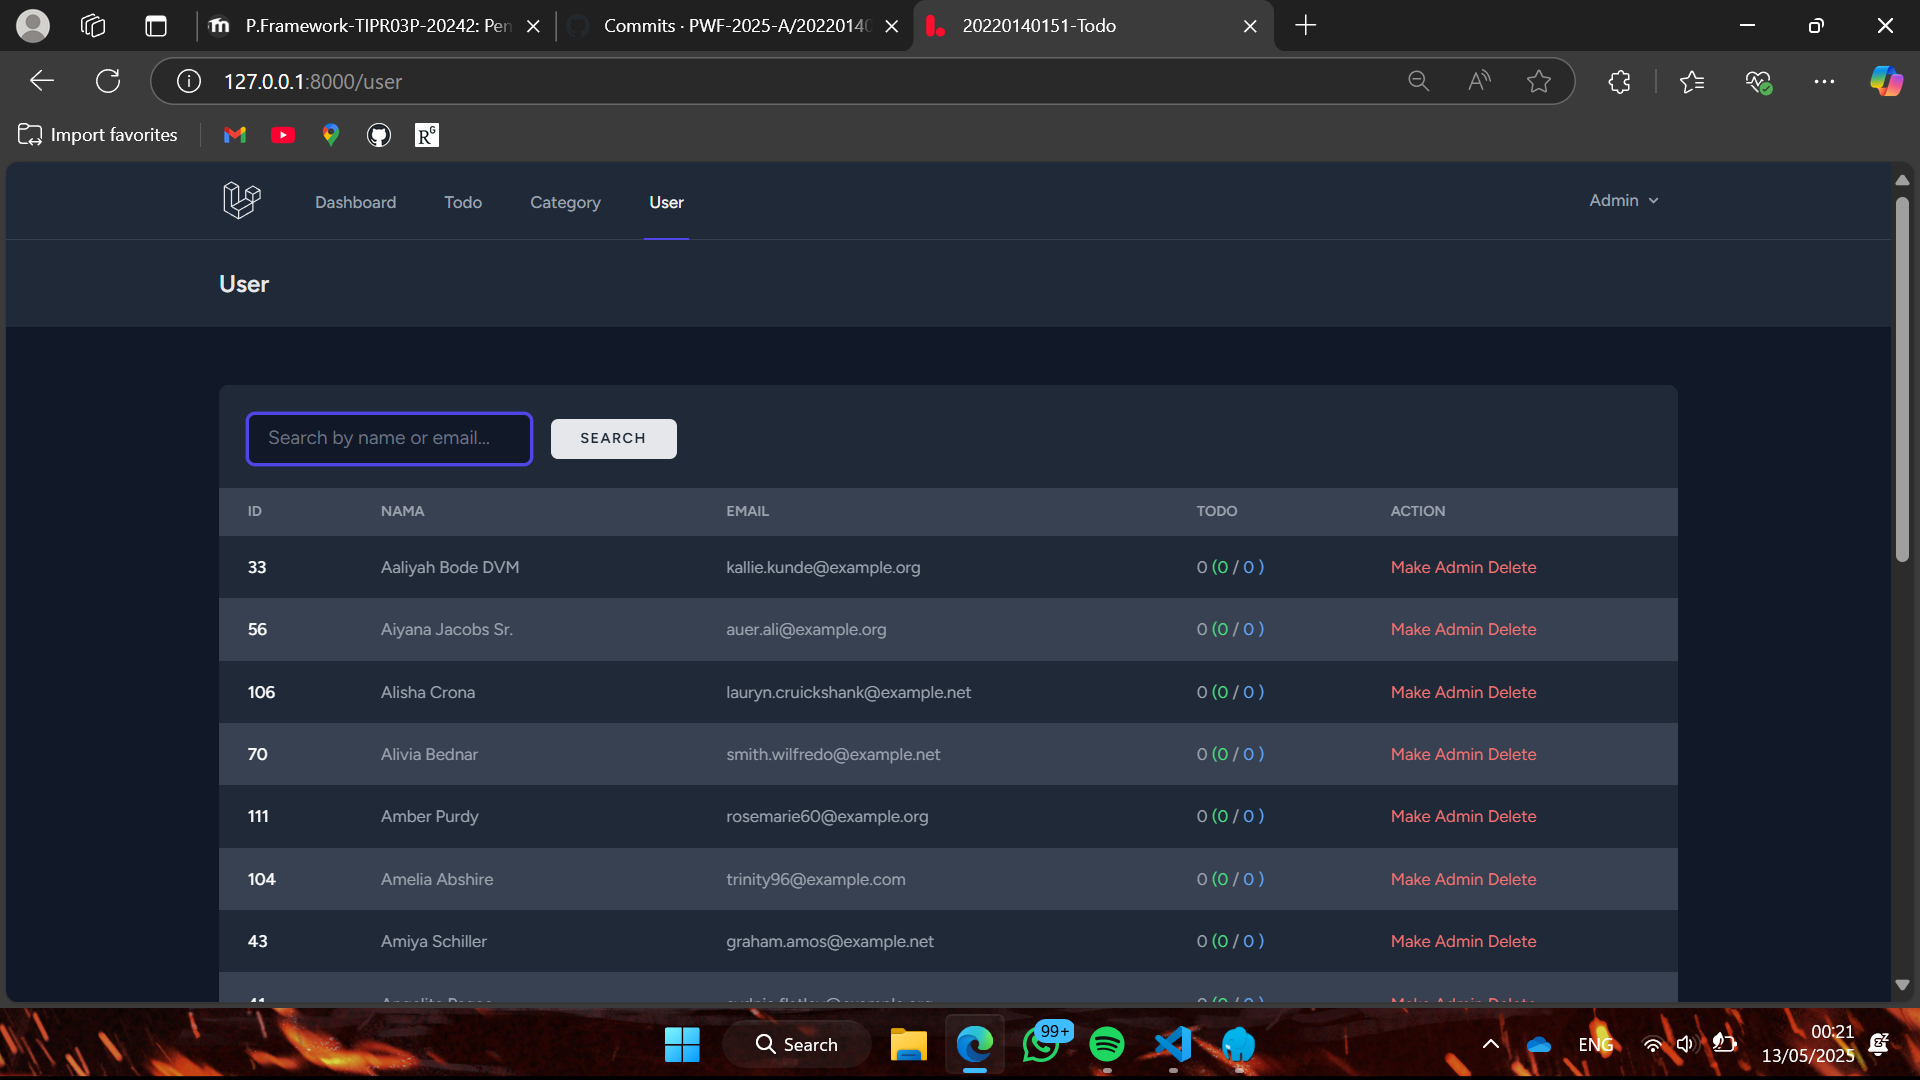 P.Framework-TIPR03P-20242: Pen
Commits · PWF-2025-A/20220140
20220140151-Todo
127.0.0.1:8000/user
Import favorites
Dashboard
Todo
Category
User
Admin
User
Search by name or email...
SEARCH
ID NAMA EMAIL TODO ACTION
33 Aaliyah Bode DVM kallie.kunde@example.org 0 (0 / 0 ) Make Admin Delete
56 Aiyana Jacobs Sr. auer.ali@example.org 0 (0 / 0 ) Make Admin Delete
106 Alisha Crona lauryn.cruickshank@example.net 0 (0 / 0 ) Make Admin Delete
70 Alivia Bednar smith.wilfredo@example.net 0 (0 / 0 ) Make Admin Delete
111 Amber Purdy rosemarie60@example.org 0 (0 / 0 ) Make Admin Delete
104 Amelia Abshire trinity96@example.com 0 (0 / 0 ) Make Admin Delete
43 Amiya Schiller graham.amos@example.net 0 (0 / 0 ) Make Admin Delete
Make Admin Delete
Search
99+
ENG
00:21
13/05/2025